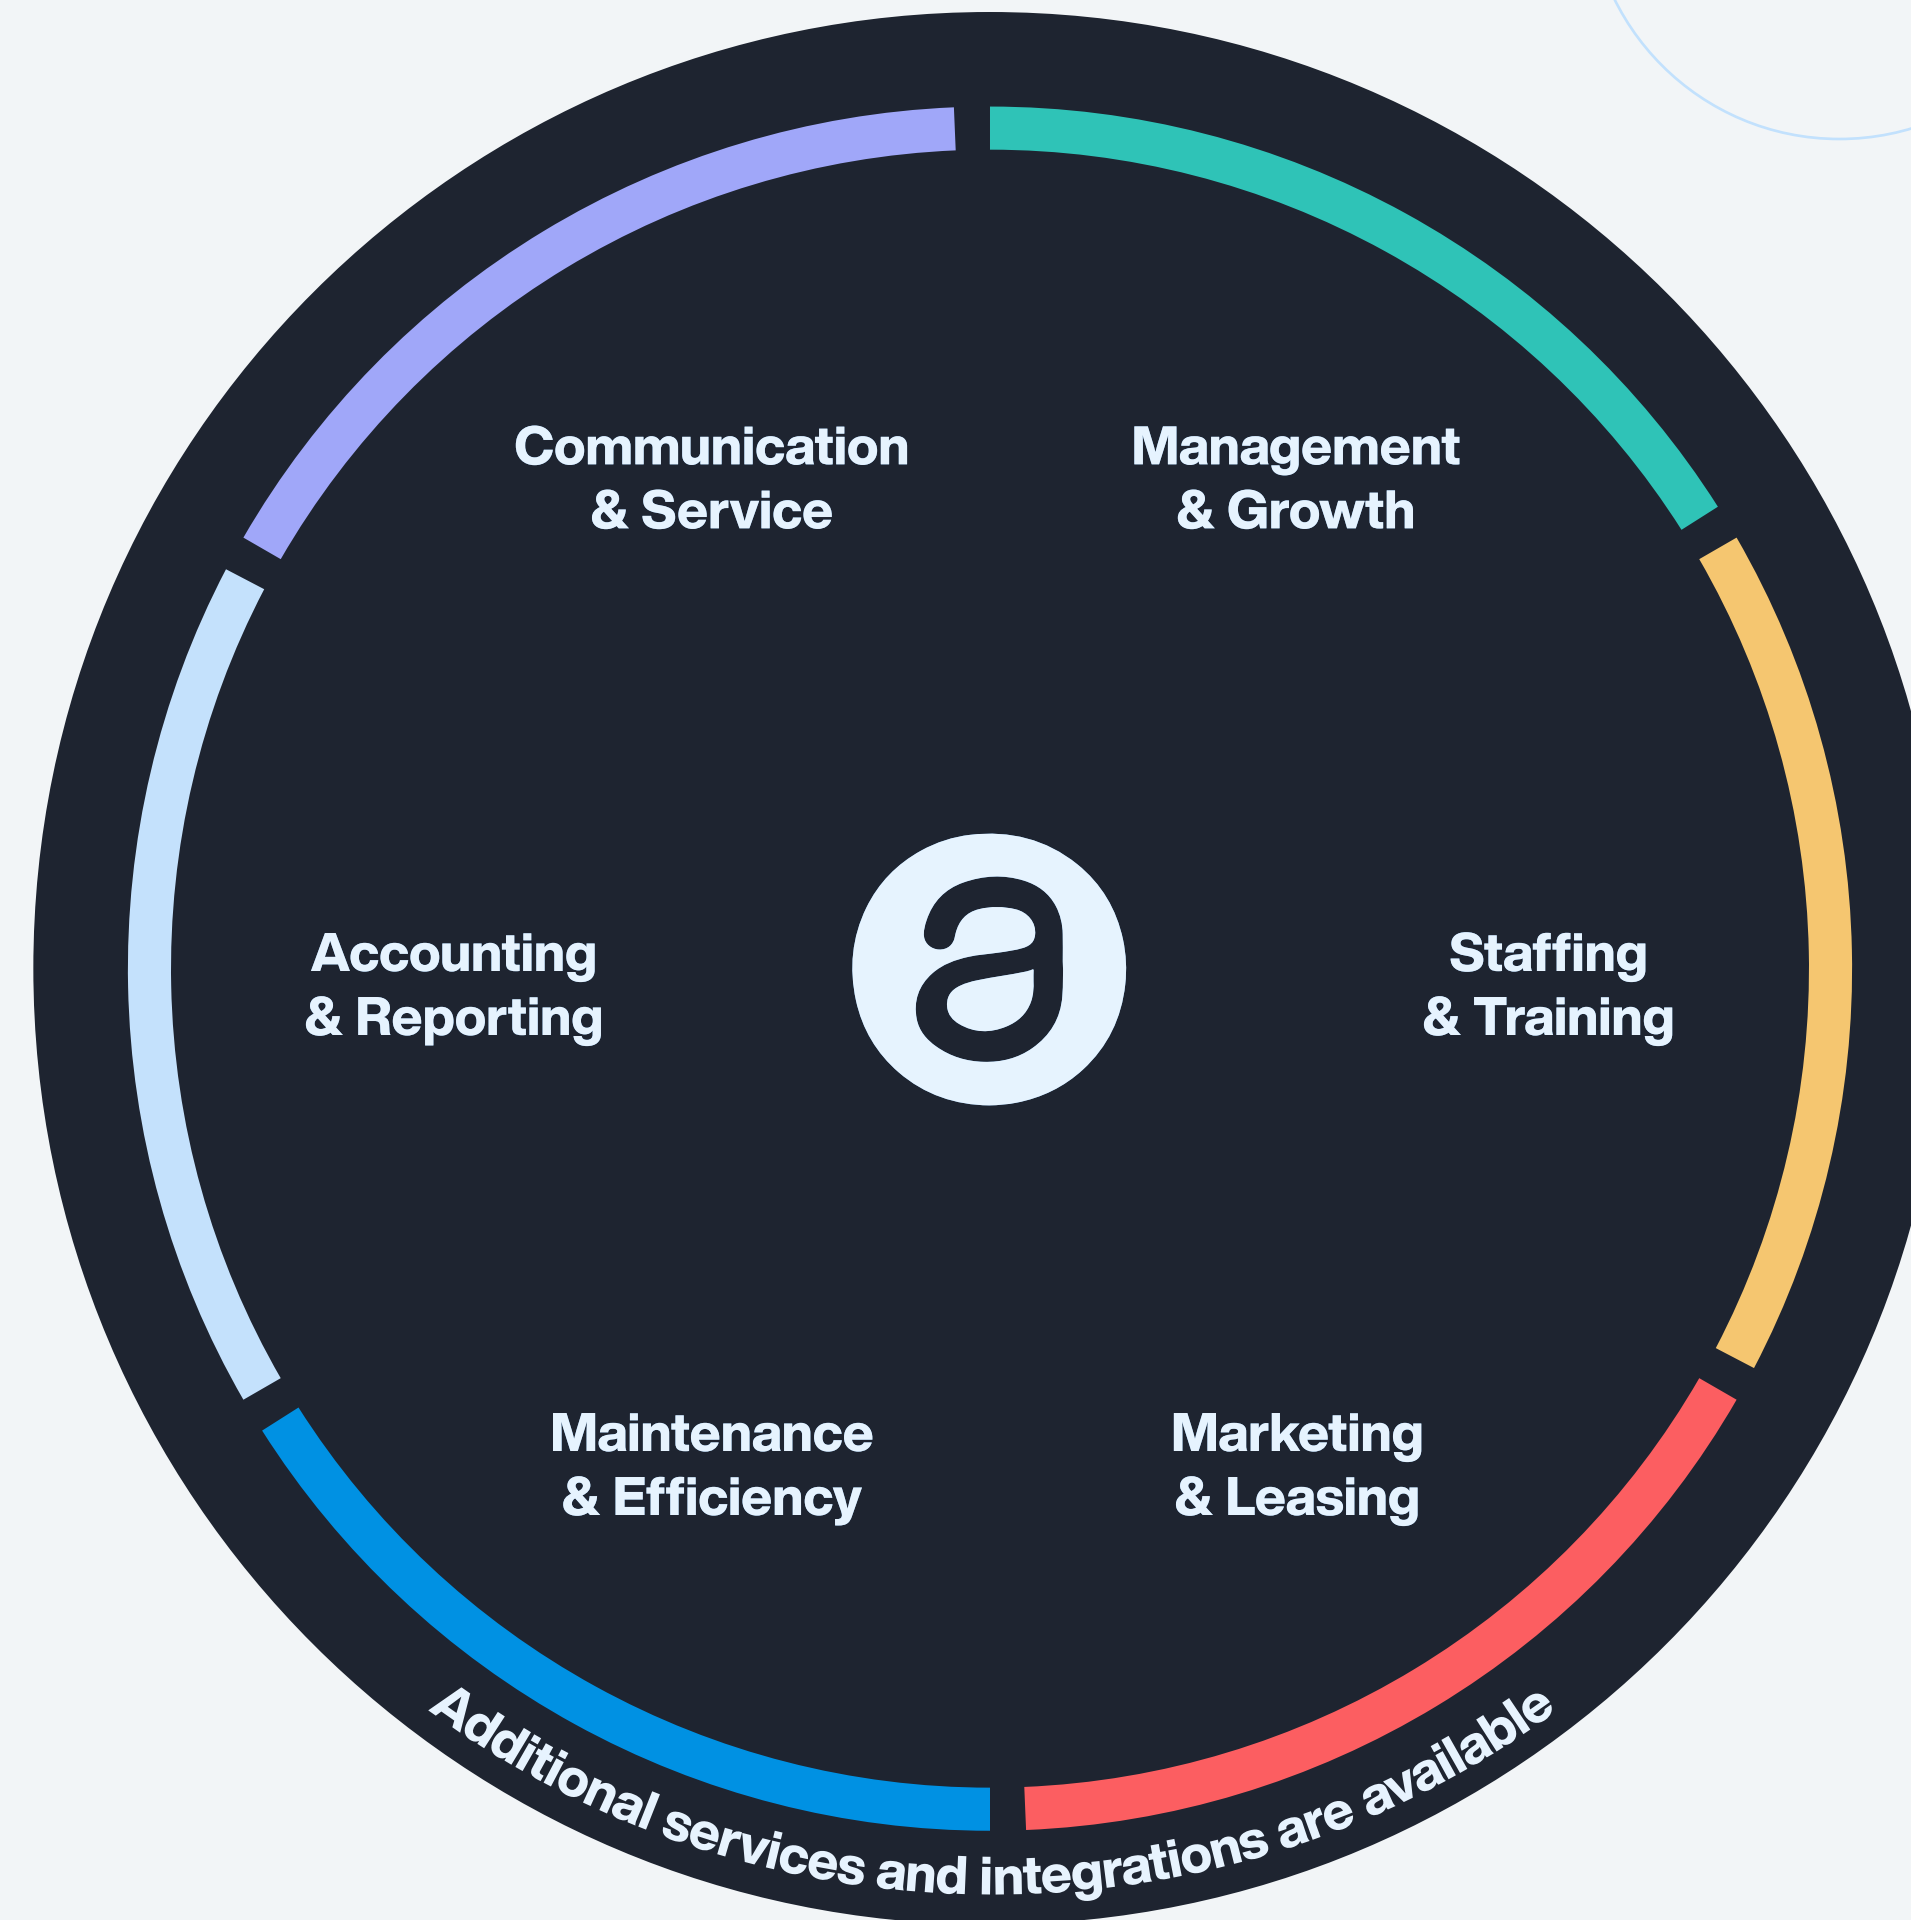 Communication
& Service
Management
& Growth
Accounting
& Reporting
a
Staffing
& Training
Maintenance
& Efficiency
Marketing
& Leasing
Additional services and integrations are available